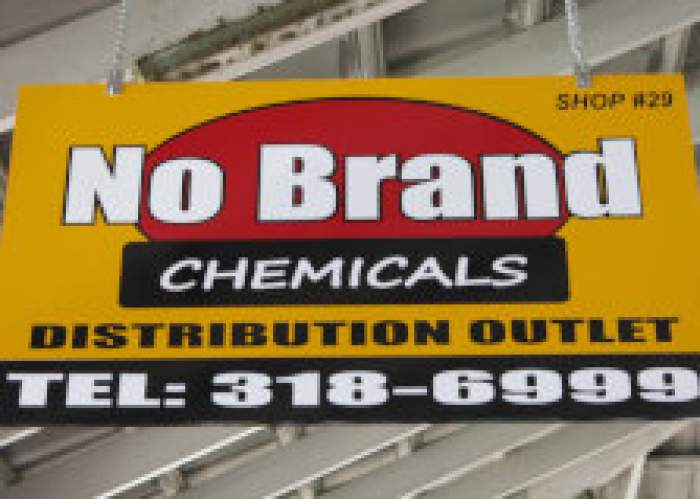 SHOP #29
No Brand
CHEMICALS
DISTRIBUTION OUTLET
TEL: 318-6999